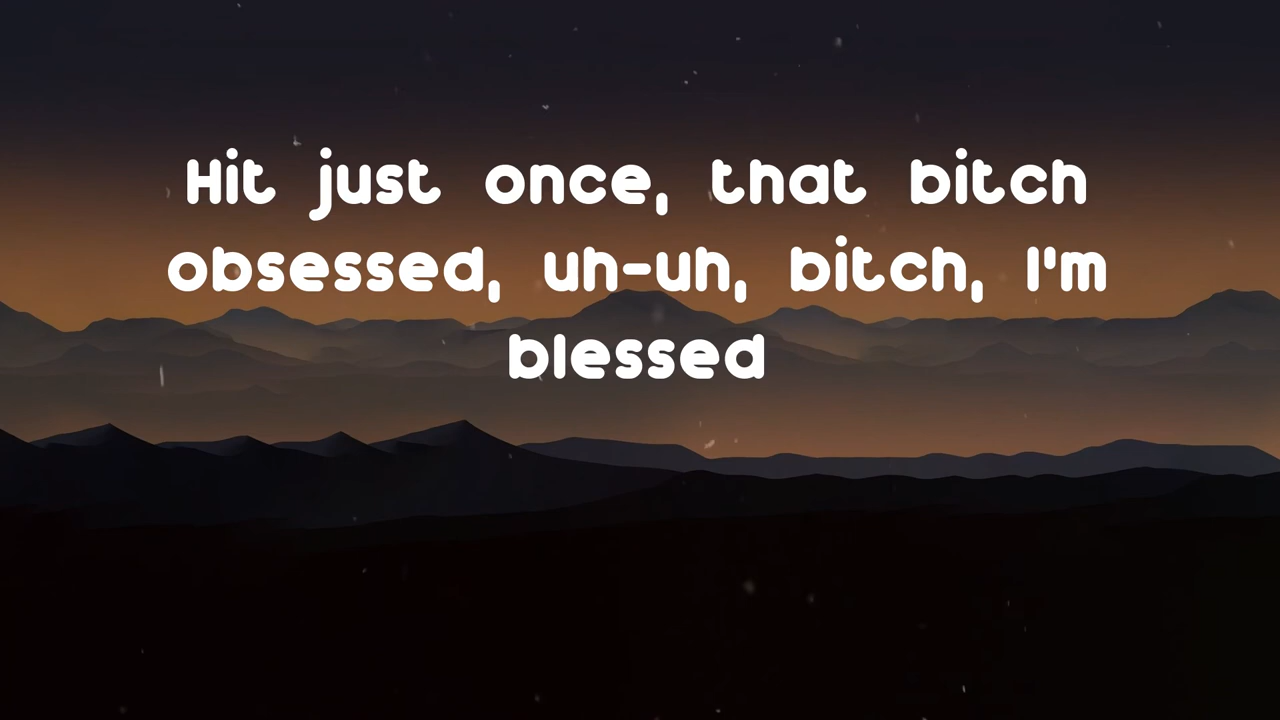 Hit just once, that bitch
obsessed, uh-uh, bitch, I'm
blessed